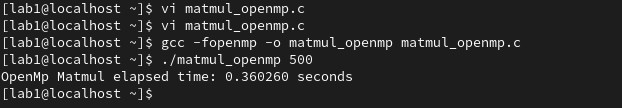 [lab1@localhost ~]$ vi matmul_openmp.c
[lab1@localhost ~]$ vi matmul_openmp.c
[lab1@localhost ~]$ gcc -fopenmp -o matmul_openmp matmul_openmp.c
[lab1@localhost ~]$ ./matmul_openmp 500
OpenMp Matmul elapsed time: 0.360260 seconds
[lab1@localhost ~]$